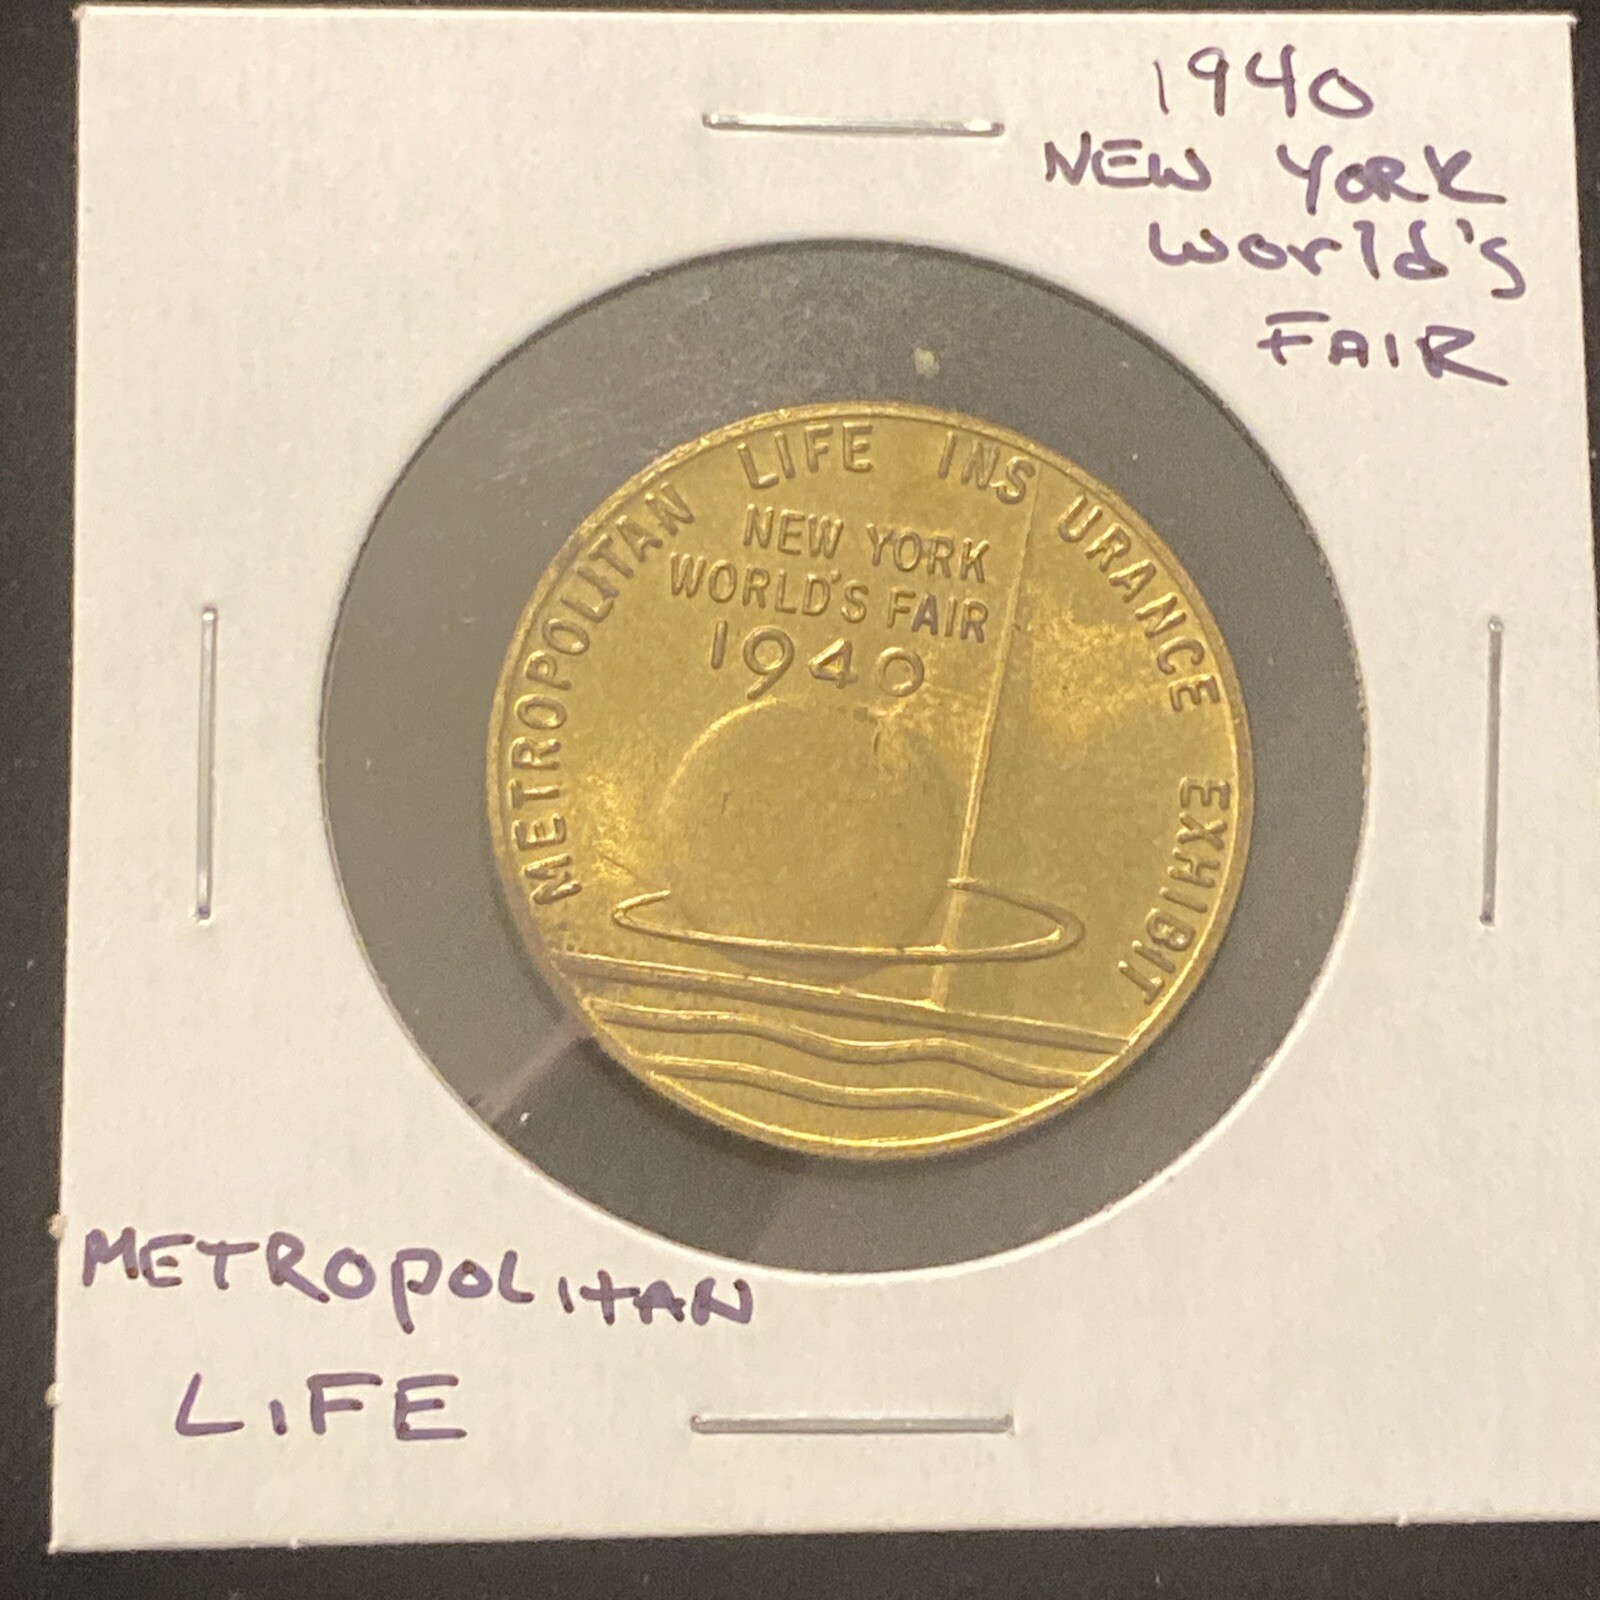 1940
NEW YORK
World's
FAIR
METROPOLITAN LIFE INSURANCE EXHIBIT
NEW YORK
WORLD'S FAIR
1940
METROPOLITAN
LIFE